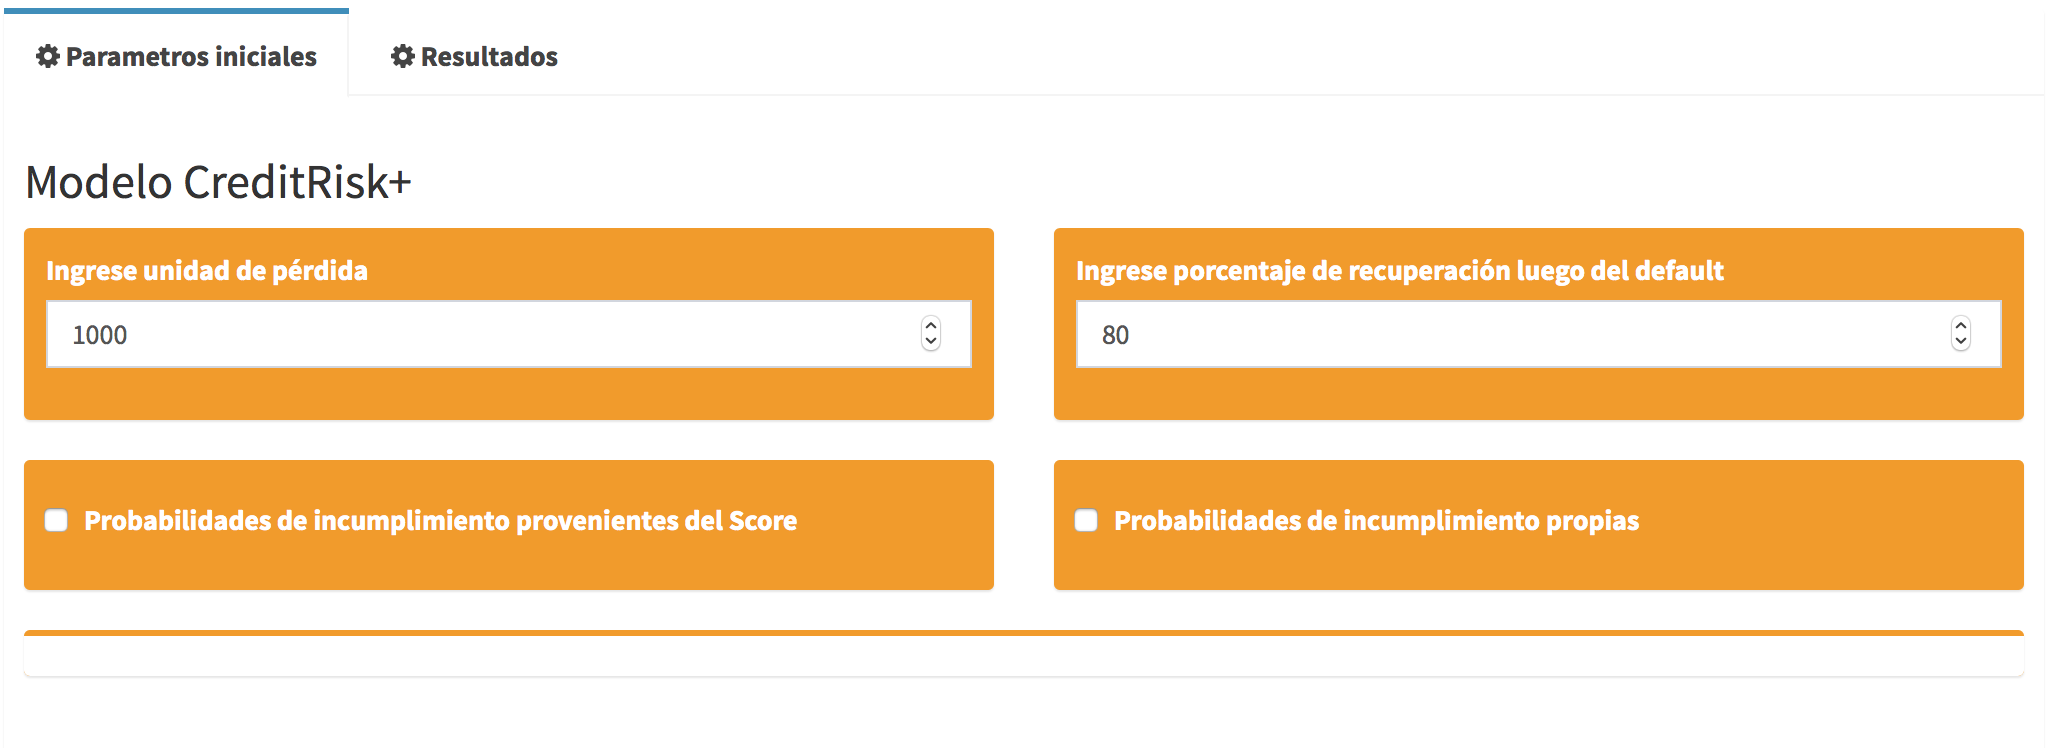 Parametros iniciales
Resultados
Modelo CreditRisk+
Ingrese unidad de pérdida
Ingrese porcentaje de recuperación luego del default
1000
80
Probabilidades de incumplimiento provenientes del Score
Probabilidades de incumplimiento propias